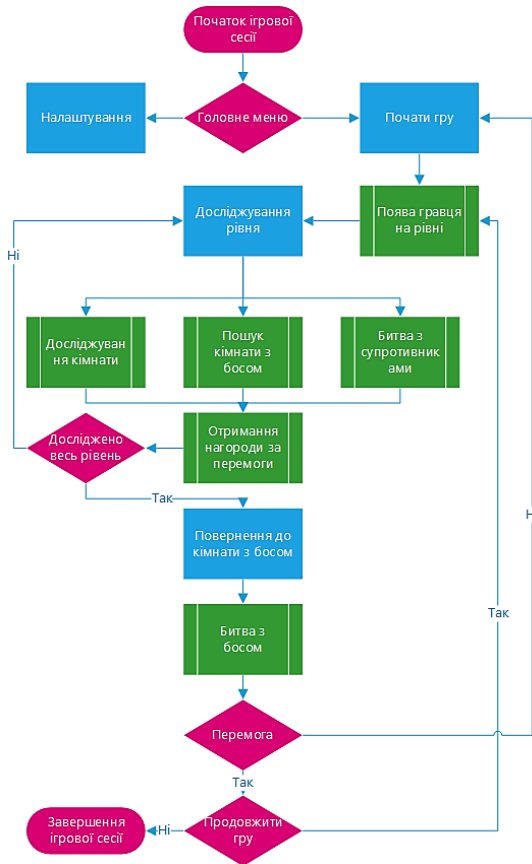 Початок ігрової
сесії
Налаштування
Головне меню
Почати гру
Досліджування
рівня
Поява гравця
на рівні
Ні
Досліджуван
ня кімнати
Пошук
кімнати з
босом
Битва з
супротивник
ами
Досліджено
весь рівень
Отримання
нагороди за
перемоги
Так
Повернення до
кімнати з босом
Битва з
босом
Так
Перемога
Так
Завершення
ігрової сесії
Ні
Продовжити
гру